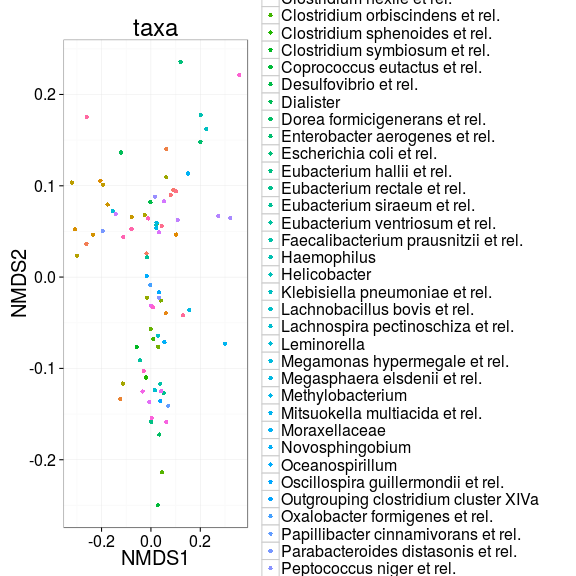 taxa
0.2
0.1
0.0
-0.1
-0.2
-0.2
0.0
0.2
NMDS1
NMDS2
Clostridium nexile et rel.
Clostridium orbiscindens et rel.
Clostridium sphenoides et rel.
Clostridium symbiosum et rel.
Coprococcus eutactus et rel.
Desulfovibrio et rel.
Dialister
Dorea formicigenerans et rel.
Enterobacter aerogenes et rel.
Escherichia coli et rel.
Eubacterium hallii et rel.
Eubacterium rectale et rel.
Eubacterium siraeum et rel.
Eubacterium ventriosum et rel.
Faecalibacterium prausnitzii et rel.
Haemophilus
Helicobacter
Klebisiella pneumoniae et rel.
Lachnobacillus bovis et rel.
Lachnospira pectinoschiza et rel.
Leminorella
Megamonas hypermegale et rel.
Megasphaera elsdenii et rel.
Methylobacterium
Mitsuokella multiacida et rel.
Moraxellaceae
Novosphingobium
Oceanospirillum
Oscillospira guillermondii et rel.
Outgrouping clostridium cluster XIVa
Oxalobacter formigenes et rel.
Papillibacter cinnamivorans et rel.
Parabacteroides distasonis et rel.
Peptococcus niger et rel.